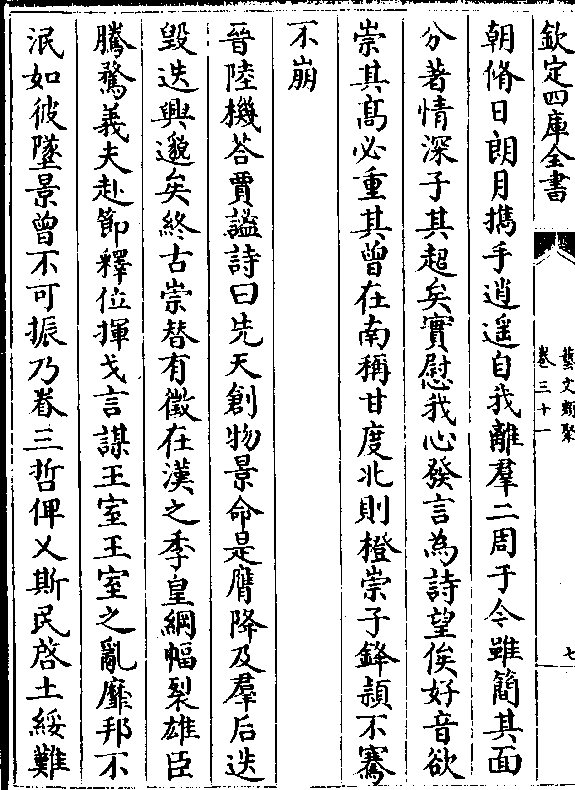 欽定四庫全書
藝文類聚
卷三十一
七
朝脩日朗月攜手逍遥自我離羣二周于今雖簡其面
分著情深子其超矣實慰我心發言為詩望俟好音欲
崇其髙必重其曾在南稱甘度北則橙崇子鋒頴不騫
不崩
晉陸機荅賈謐詩曰先天創物景命是膺降及羣后迭
毀迭興邈矣終古崇替有徵在漢之季皇綱幅裂雄臣
騰鶩義夫赴節釋位揮戈言謀王室王室之亂靡邦不
泯如彼墜景曾不可振乃眷三哲俾乂斯民啓土綏難